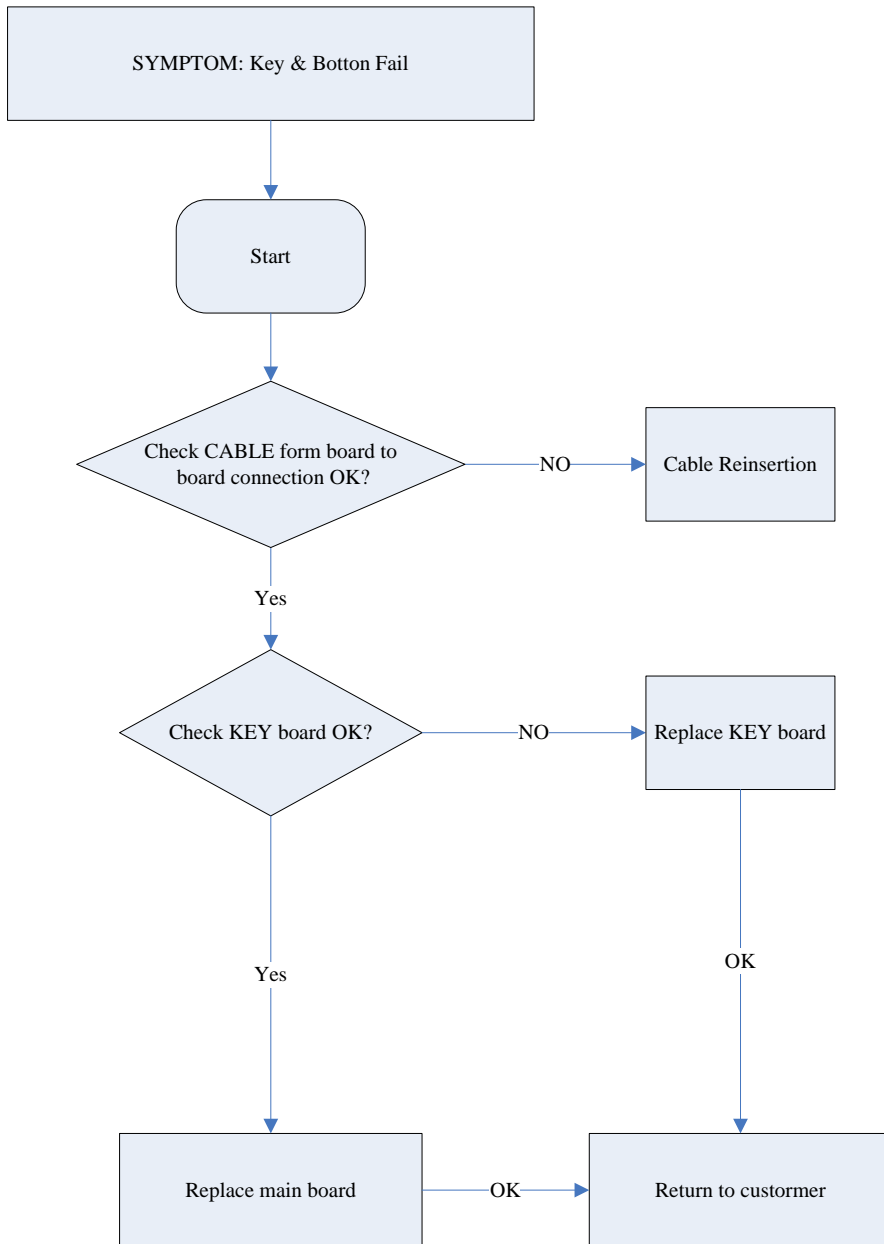 SYMPTOM: Key & Botton Fail
Start
Check CABLE form board to
board connection OK?
NO
Cable Reinsertion
Yes
Check KEY board OK?
NO
Replace KEY board
Yes
OK
Replace main board
OK
Return to custormer